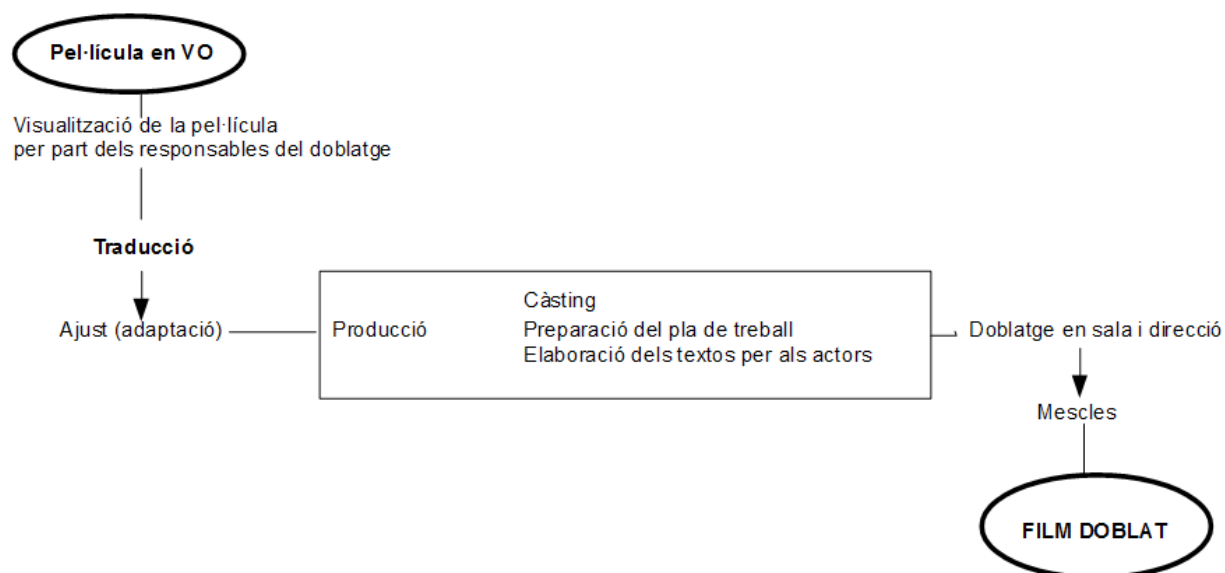 Pel·lícula en VO
Visualització de la pel·lícula
per part dels responsables del doblatge
Traducció
Ajust (adaptació)
Producció
Càsting
Preparació del pla de treball
Elaboració dels textos per als actors
Doblatge en sala i direcció
Mescles
FILM DOBLAT